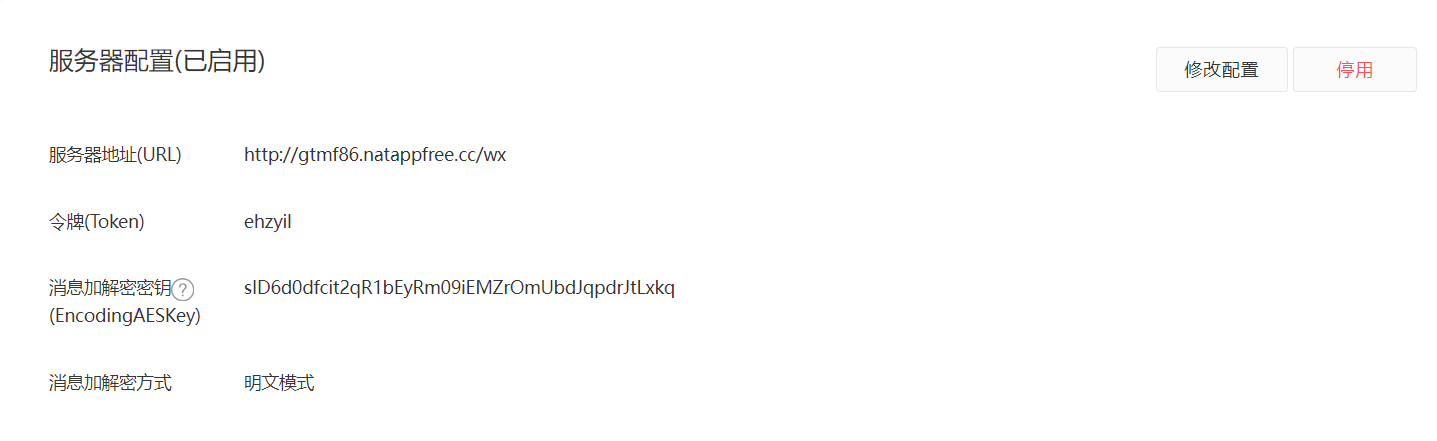 服务器配置(已启用)
修改配置
停用
服务器地址(URL)
http://gtmf86.natappfree.cc/wx
令牌(Token)
ehzyil
消息加解密密钥?
(EncodingAESKey)
sID6d0dfcit2qR1bEyRm09iEMZrOmUbdJqpdrJtLxkq
消息加解密方式
明文模式